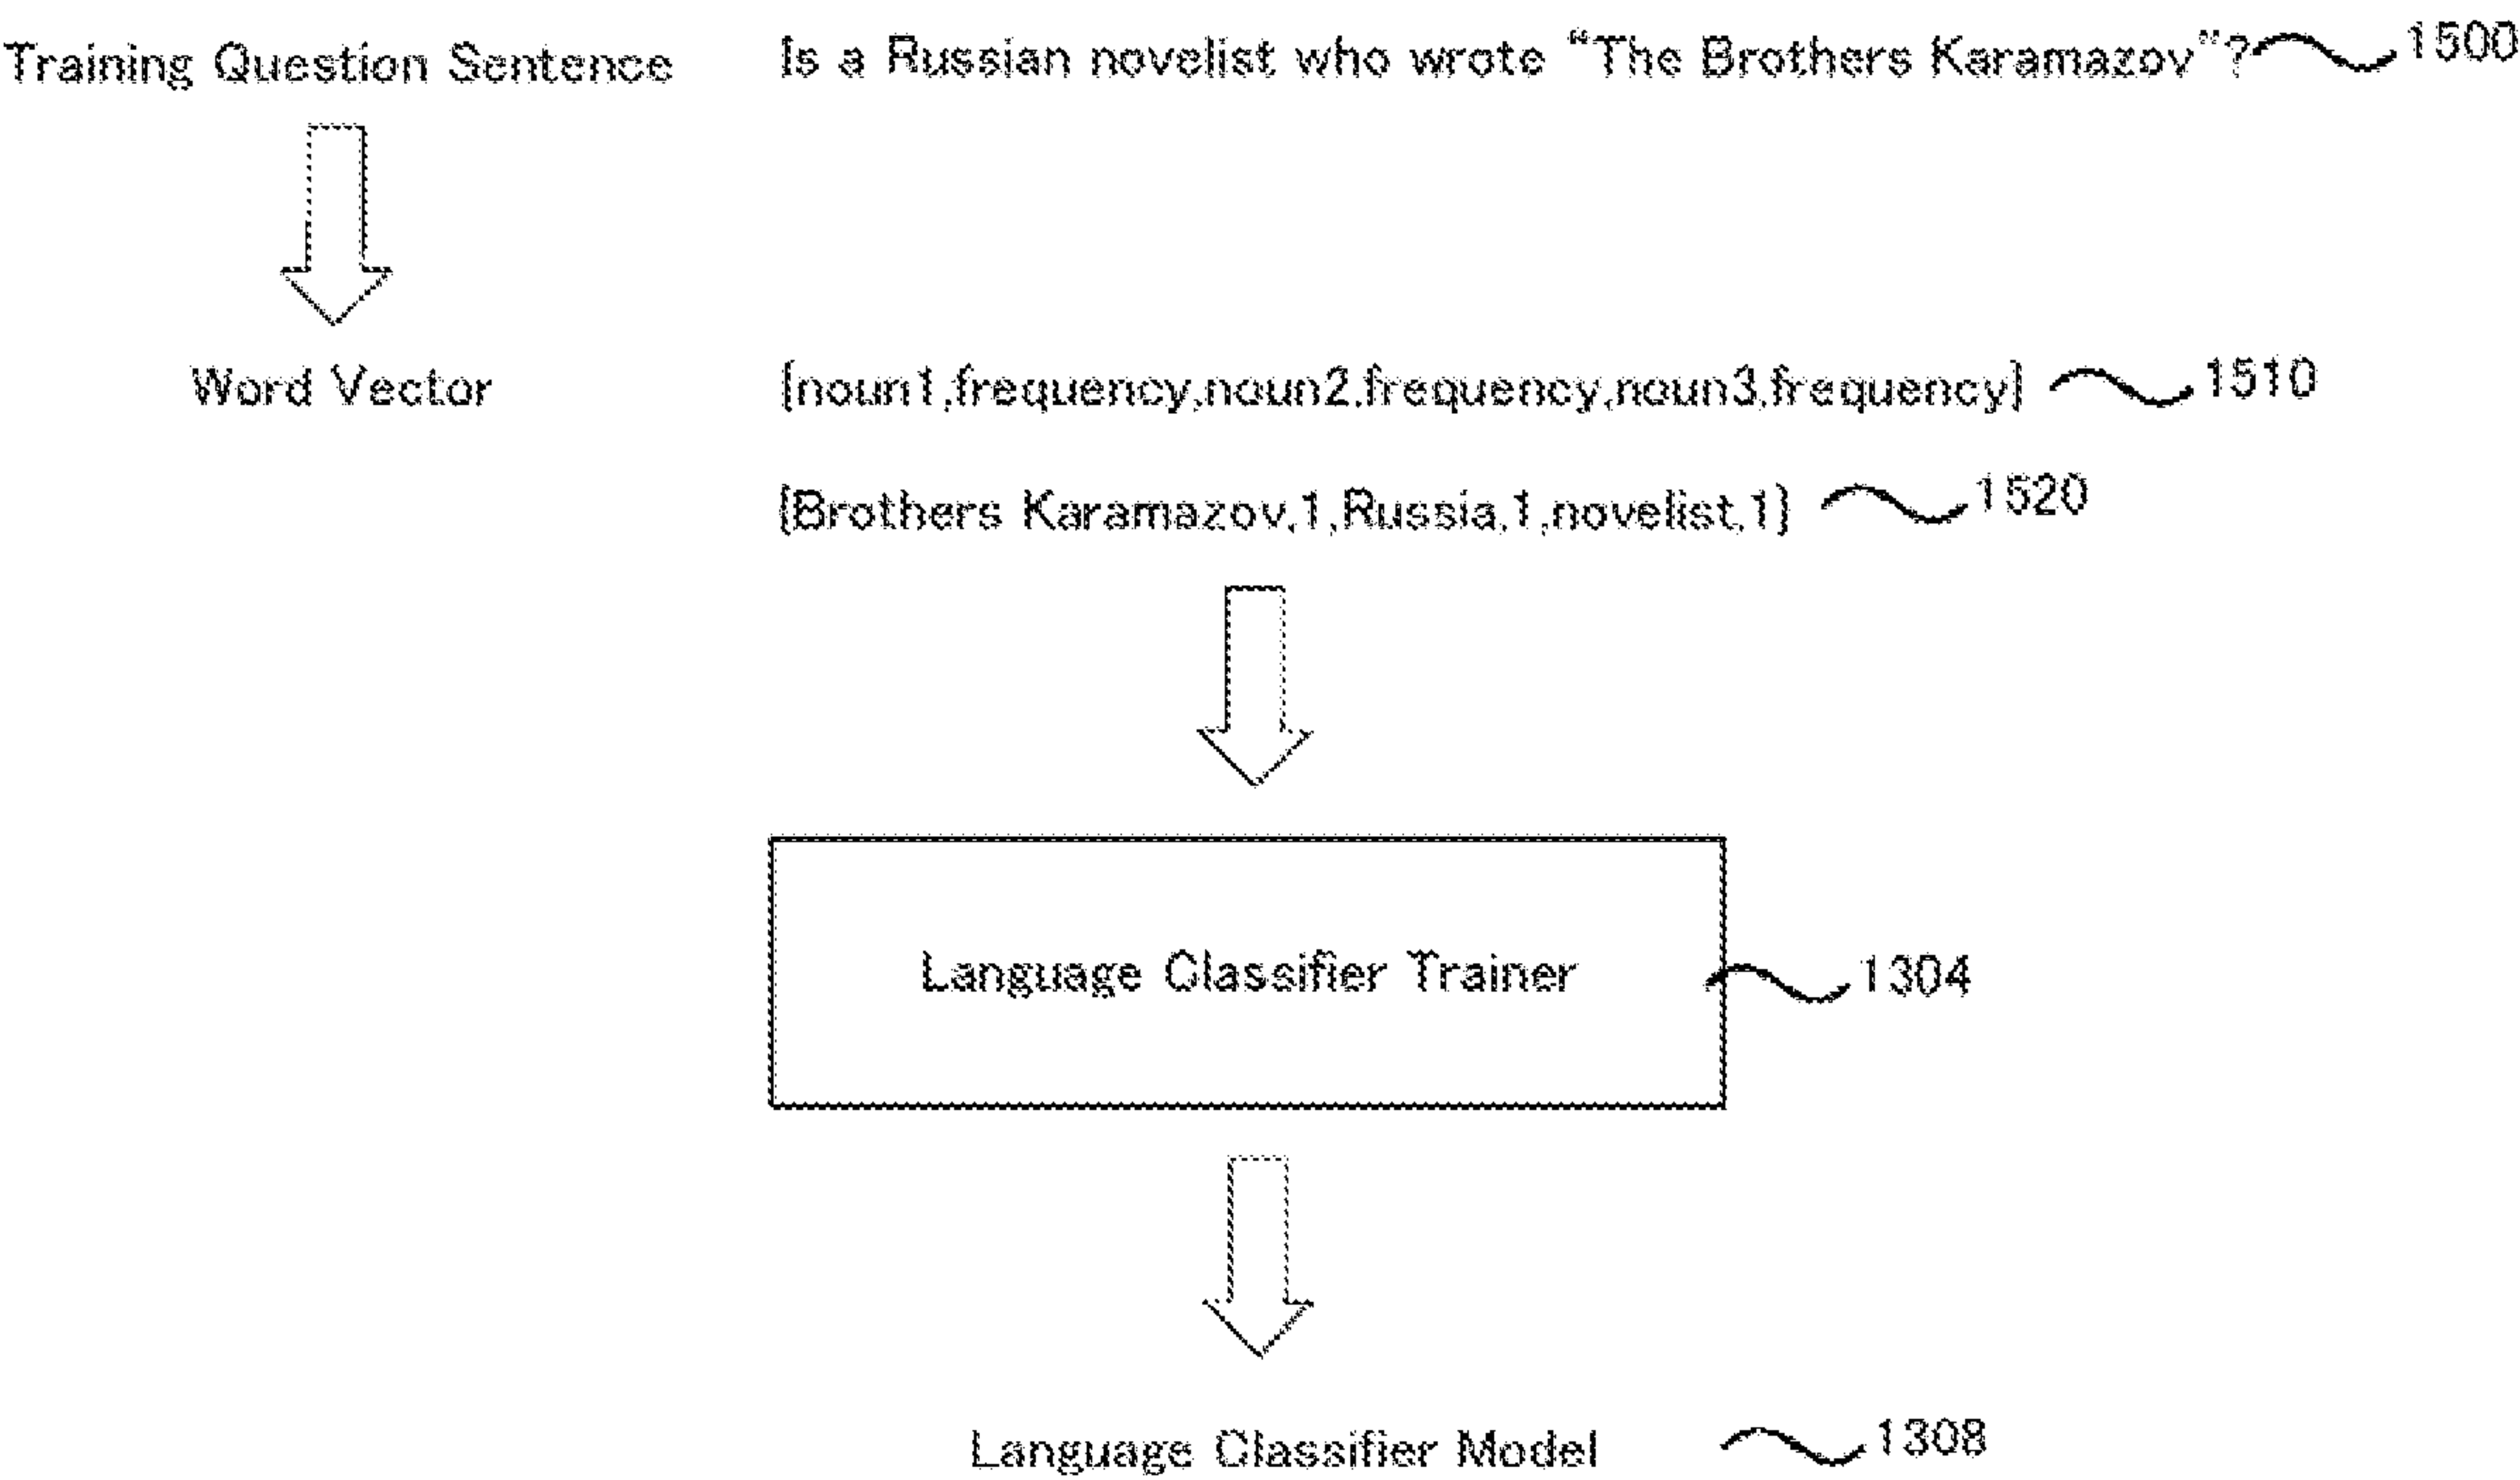 Training Question Sentence Is a Russian novelist who wrote “The Brothers Karamazov”? 1500
Word Vector [noun1,frequency,noun2,frequency,noun3,frequency] 1510
[Brothers Karamazov,1,Russia,1,novelist,1] 1520
Language Classifier Trainer 1304
Language Classifier Model 1308